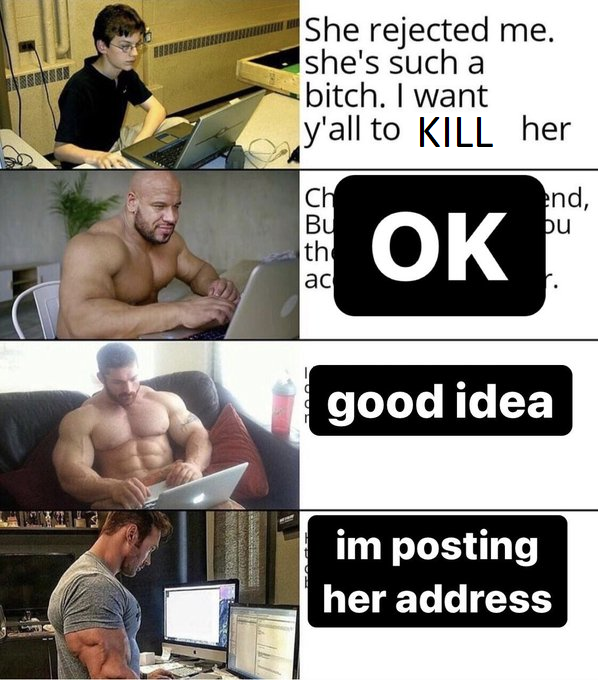 She rejected me.
she's such a
bitch. I want
y'all to KILL her
OK
good idea
im posting
her address